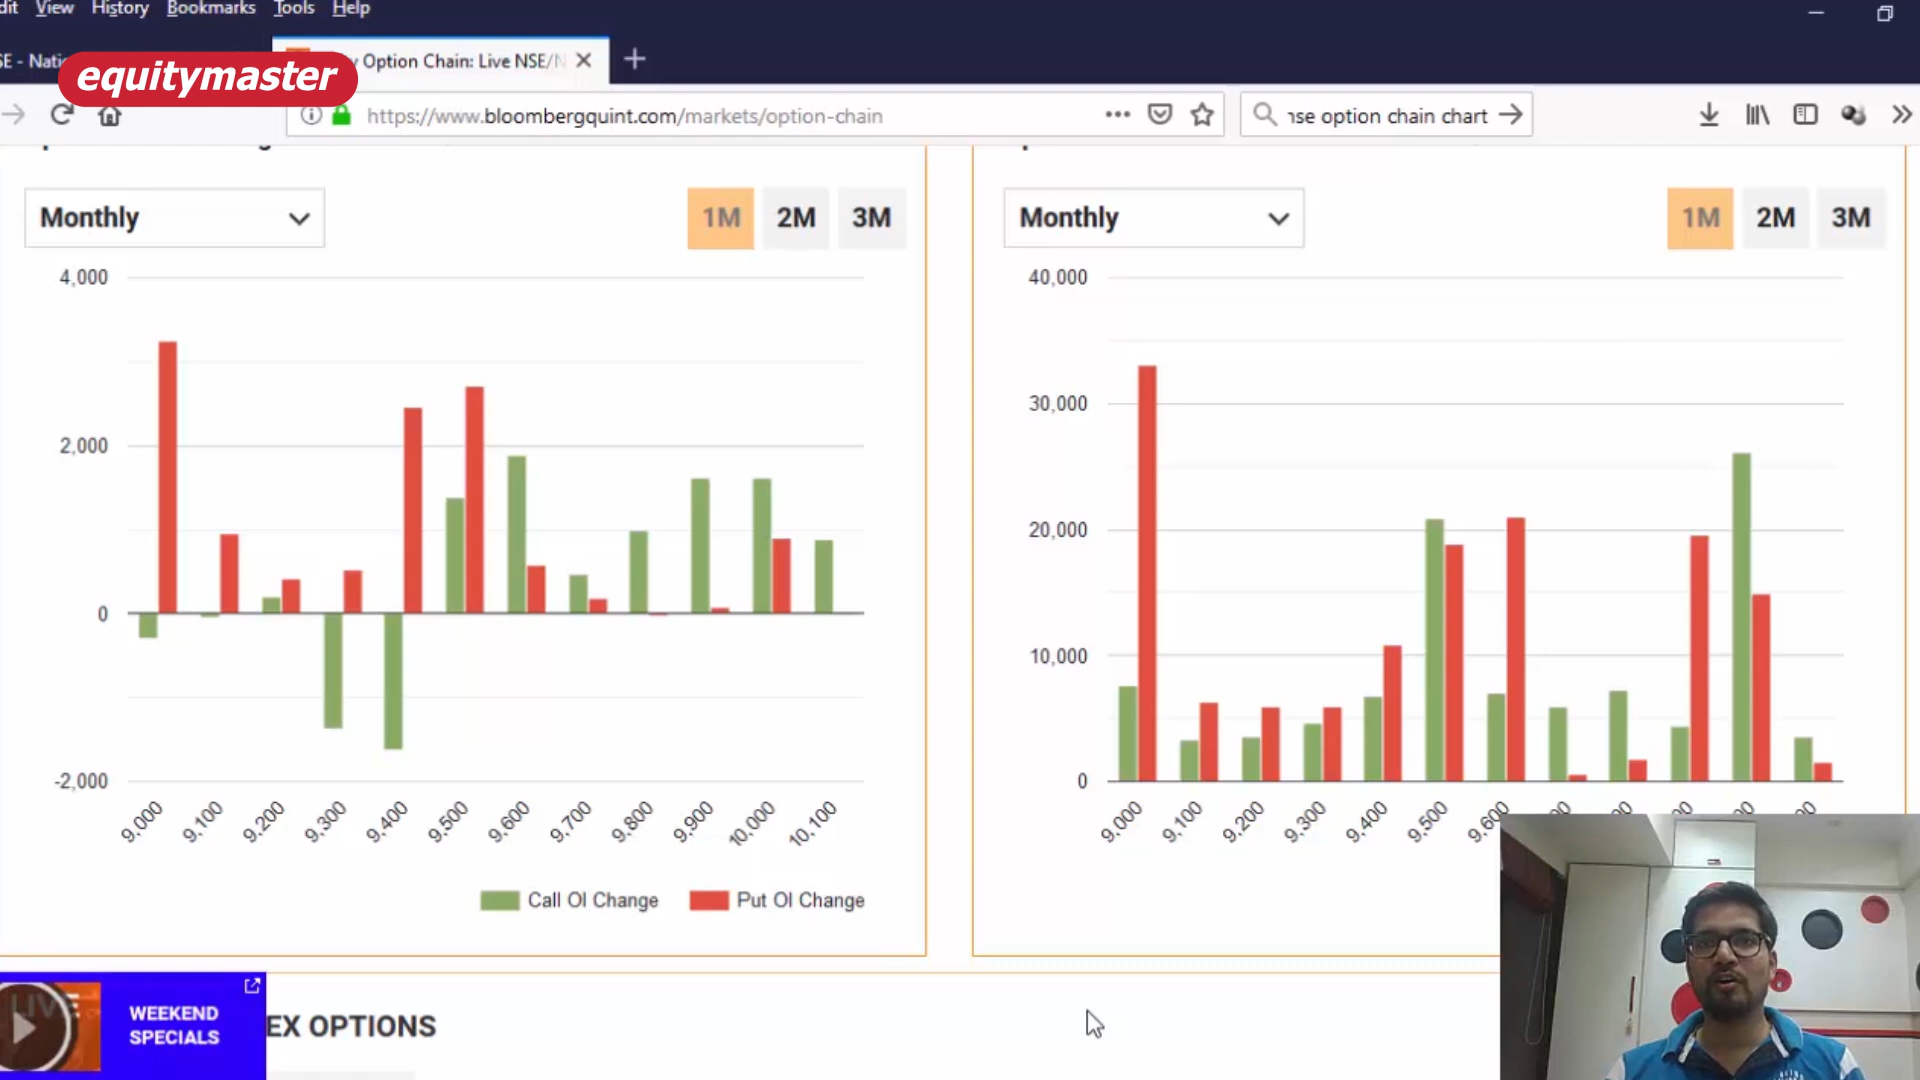 dit View History Bookmarks Tools Help
SE - Nati
Option Chain: Live NSE/N
equitymaster
https://www.bloombergquint.com/markets/option-chain
nse option chain chart
Monthly
1M 2M 3M
4,000
2,000
0
-2,000
9,000 9,100 9,200 9,300 9,400 9,500 9,600 9,700 9,800 9,900 10,000 10,100
Call OI Change Put OI Change
Monthly
1M 2M 3M
40,000
30,000
20,000
10,000
0
9,000 9,100 9,200 9,300 9,400 9,500 9,600
LIVE
WEEKEND
SPECIALS
EX OPTIONS